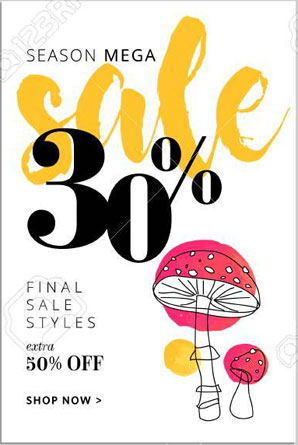 SEASON MEGA
sale
30%
FINAL
SALE
STYLES
extra
50% OFF
SHOP NOW >